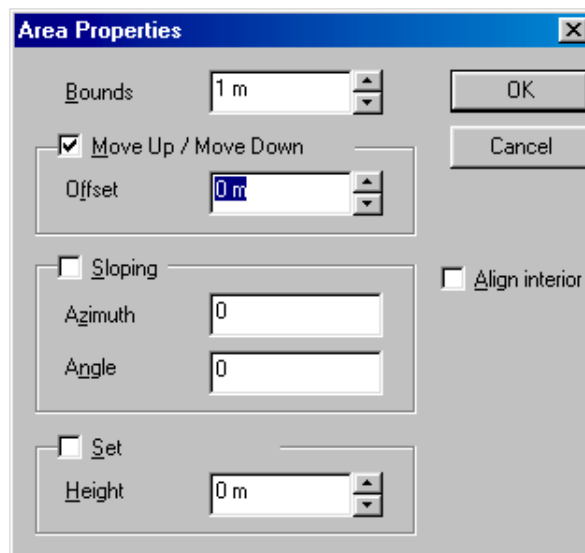 Area Properties
Bounds 1 m OK
Move Up / Move Down Cancel
Offset 0 m
Sloping
Align interior
Azimuth 0
Angle 0
Set
Height 0 m